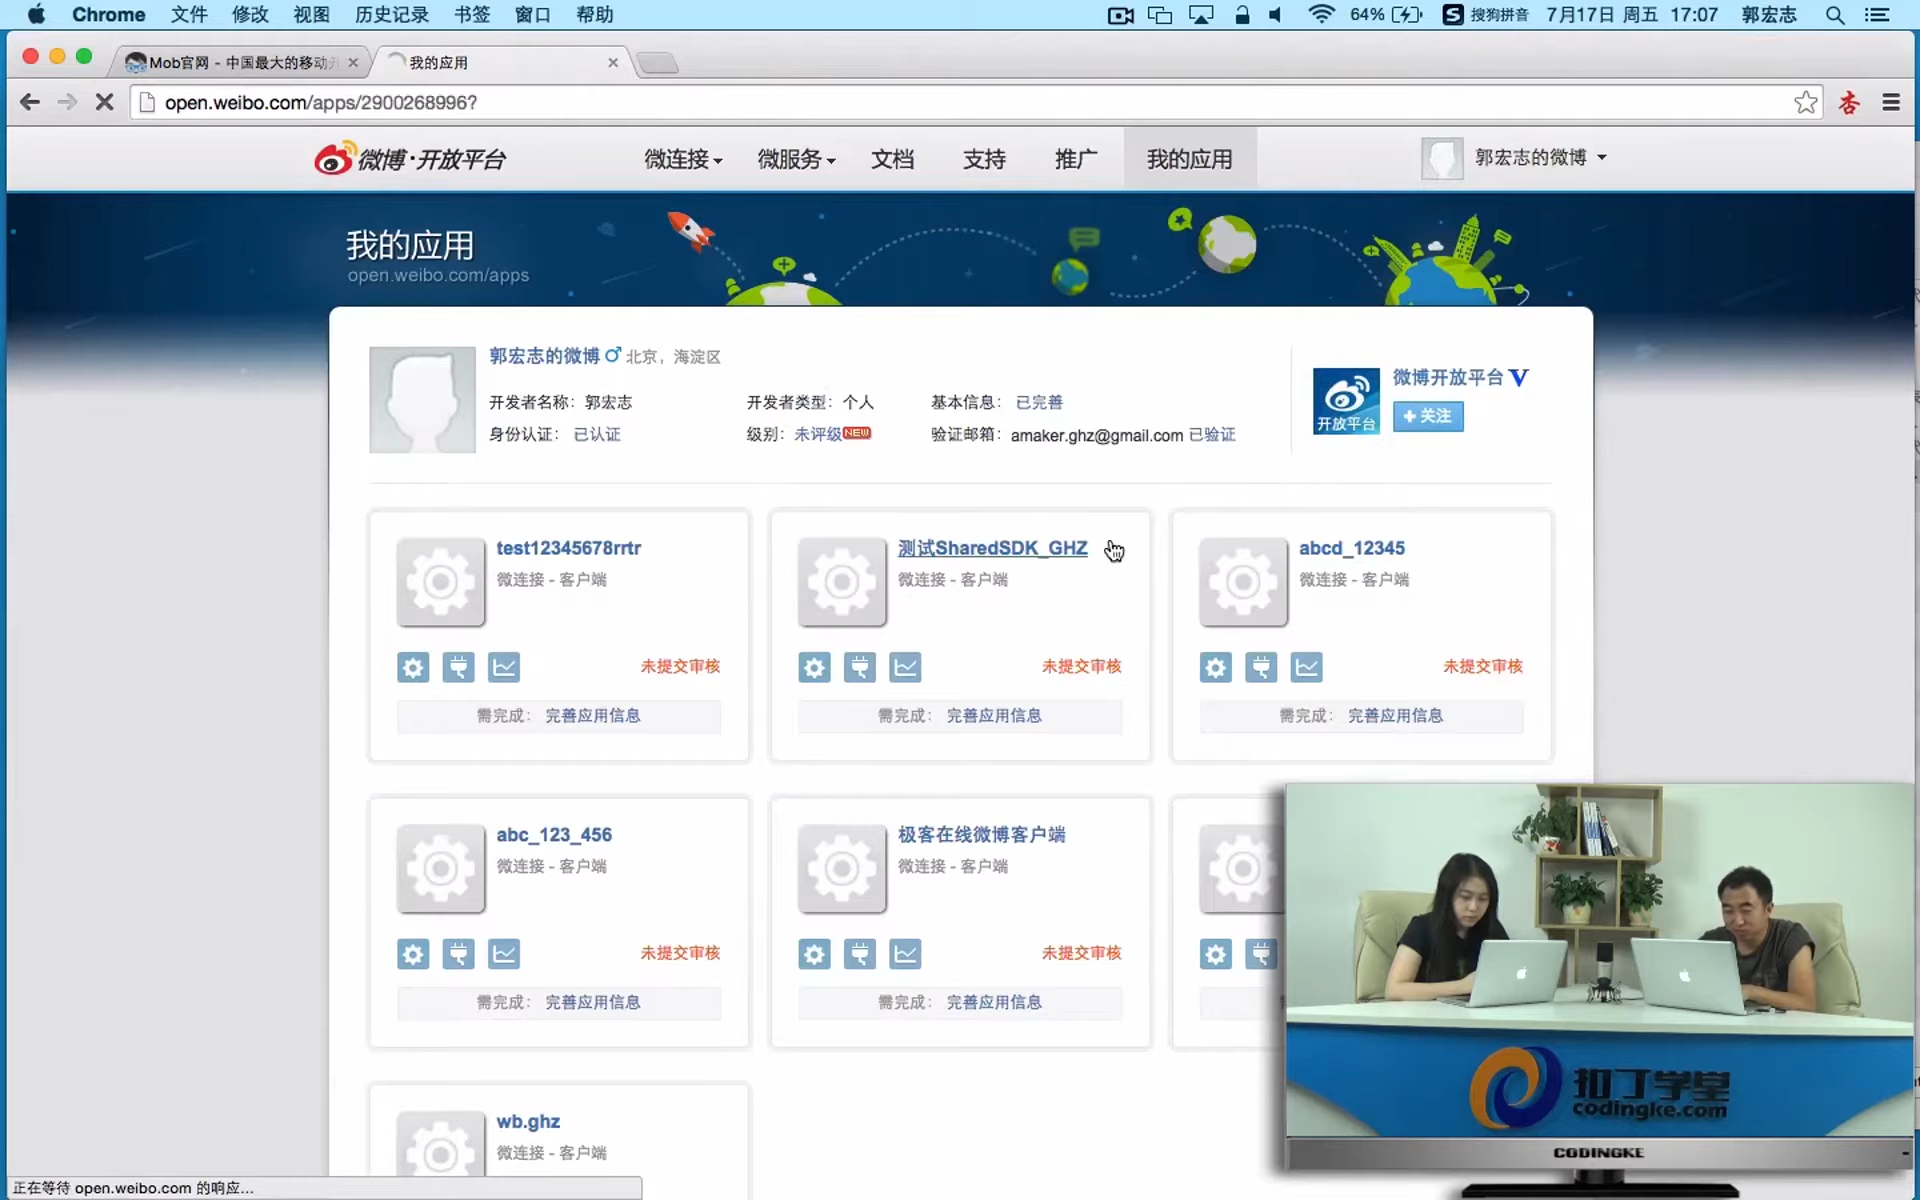 Chrome 文件 修改 视图 历史记录 书签 窗口 帮助 64% S 搜狗拼音 7月17日 周五 17:07 郭宏志
Mob官网 - 中国最大的移动开 我的应用
open.weibo.com/apps/2900268996? 杏
微博·开放平台 微连接 微服务 文档 支持 推广 我的应用 郭宏志的微博
我的应用
open.weibo.com/apps
郭宏志的微博 北京，海淀区
开发者名称：郭宏志 开发者类型：个人 基本信息：已完善
身份认证：已认证 级别：未评级 NEW 验证邮箱：amaker.ghz@gmail.com 已验证
微博开放平台 V
开放平台
+ 关注
test12345678rrtr
微连接 - 客户端
未提交审核
需完成：完善应用信息
测试SharedSDK_GHZ
微连接 - 客户端
未提交审核
需完成：完善应用信息
abcd_12345
微连接 - 客户端
未提交审核
需完成：完善应用信息
abc_123_456
微连接 - 客户端
未提交审核
需完成：完善应用信息
极客在线微博客户端
微连接 - 客户端
未提交审核
需完成：完善应用信息
wb.ghz
微连接 - 客户端
扣丁学堂
codingke.com
CODINGKE
正在等待 open.weibo.com 的响应...